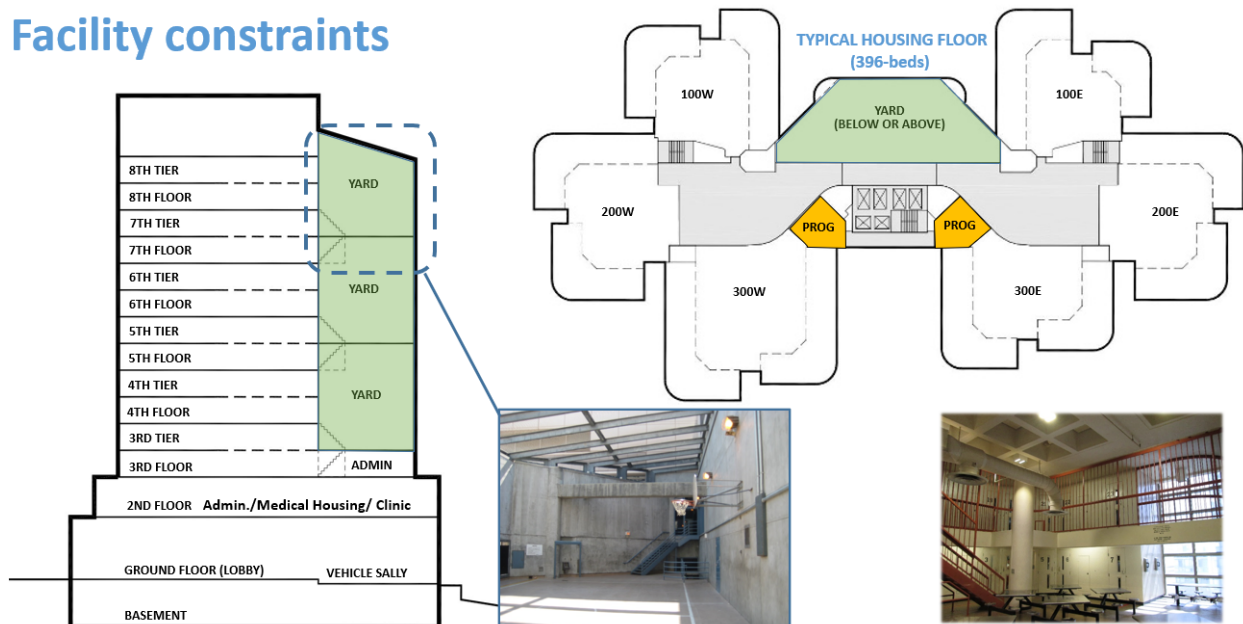 Facility constraints
8TH TIER
8TH FLOOR
7TH TIER
7TH FLOOR
6TH TIER
6TH FLOOR
5TH TIER
5TH FLOOR
4TH TIER
4TH FLOOR
3RD TIER
3RD FLOOR
YARD
YARD
YARD
ADMIN
2ND FLOOR Admin./Medical Housing/ Clinic
GROUND FLOOR (LOBBY)
VEHICLE SALLY
BASEMENT
TYPICAL HOUSING FLOOR
(396-beds)
100W
YARD
(BELOW OR ABOVE)
100E
200W
PROG
PROG
200E
300W
300E